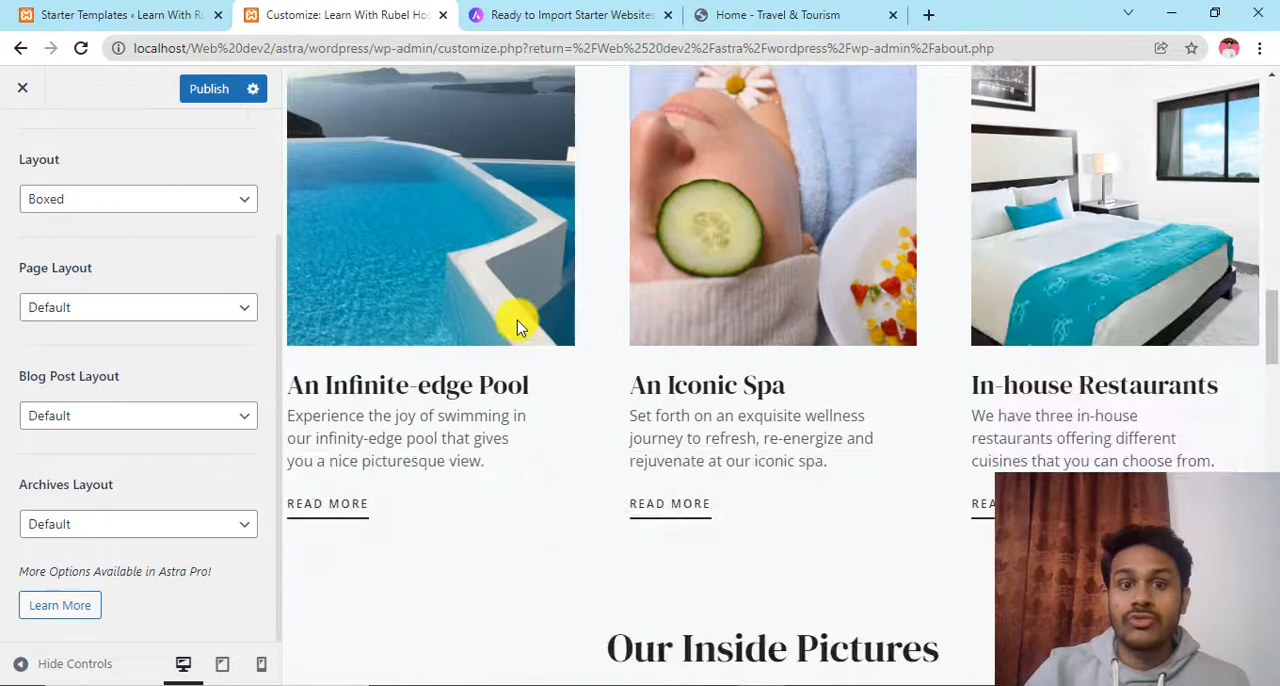 Starter Templates ‹ Learn With Ru
Customize: Learn With Rubel Hos
Ready to Import Starter Websites
Home - Travel & Tourism
localhost/Web%20dev2/astra/wordpress/wp-admin/customize.php?return=%2FWeb%2520dev2%2Fastra%2Fwordpress%2Fwp-admin%2Fabout.php
Publish
Layout
Boxed
Page Layout
Default
Blog Post Layout
Default
Archives Layout
Default
More Options Available in Astra Pro!
Learn More
Hide Controls
An Infinite-edge Pool
Experience the joy of swimming in
our infinity-edge pool that gives
you a nice picturesque view.
READ MORE
An Iconic Spa
Set forth on an exquisite wellness
journey to refresh, re-energize and
rejuvenate at our iconic spa.
READ MORE
In-house Restaurants
We have three in-house
restaurants offering different
cuisines that you can choose from.
REA
Our Inside Pictures